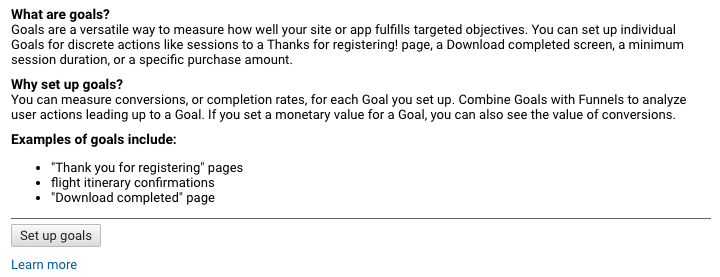 What are goals?
Goals are a versatile way to measure how well your site or app fulfills targeted objectives. You can set up individual
Goals for discrete actions like sessions to a Thanks for registering! page, a Download completed screen, a minimum
session duration, or a specific purchase amount.
Why set up goals?
You can measure conversions, or completion rates, for each Goal you set up. Combine Goals with Funnels to analyze
user actions leading up to a Goal. If you set a monetary value for a Goal, you can also see the value of conversions.
Examples of goals include:
• "Thank you for registering" pages
• flight itinerary confirmations
• "Download completed" page
Set up goals
Learn more